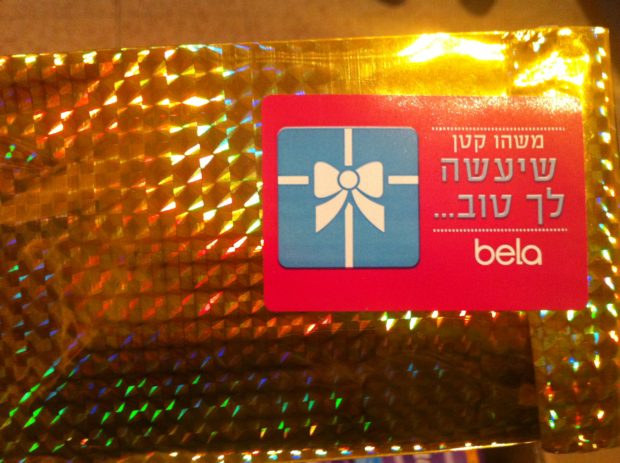 משהו קטן
שיעשה
לך טוב...
bela